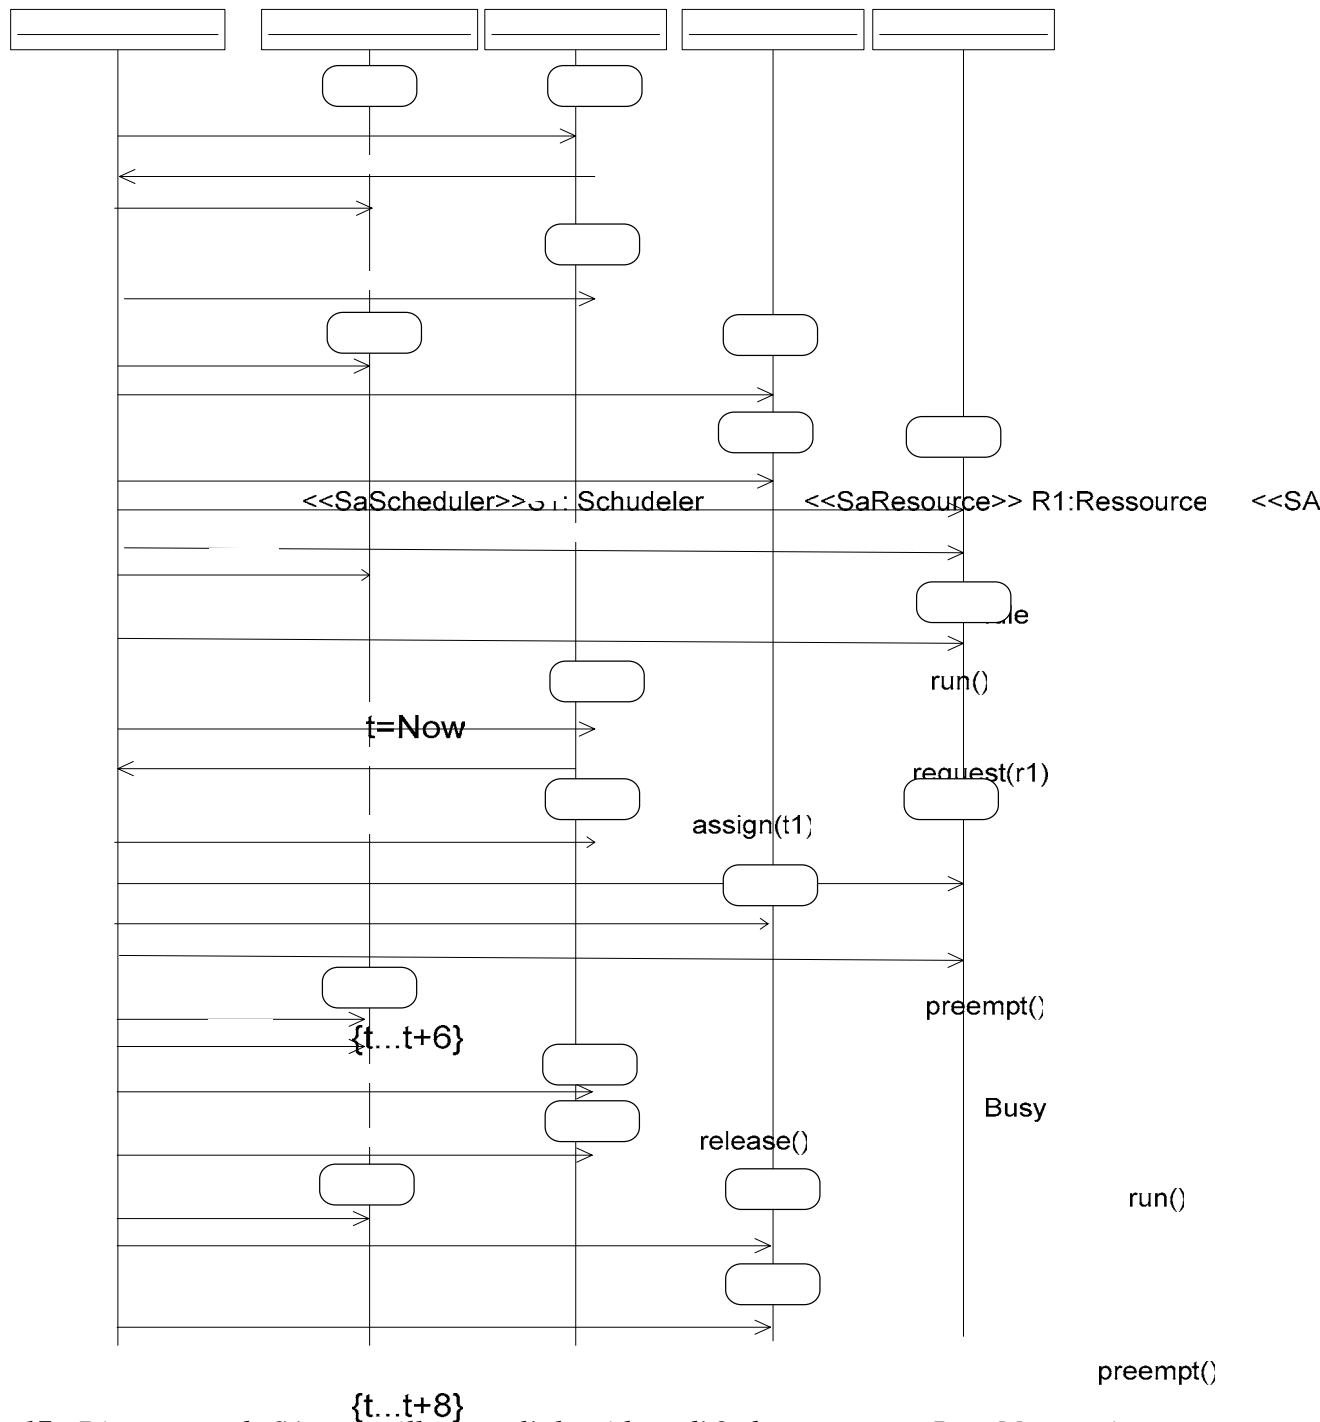 <<SaScheduler>>S1: Schudeler <<SaResource>> R1:Ressource <<SA
run()
t=Now
request(r1)
assign(t1)
preempt()
{t...t+6}
Busy
release()
run()
preempt()
{t...t+8}